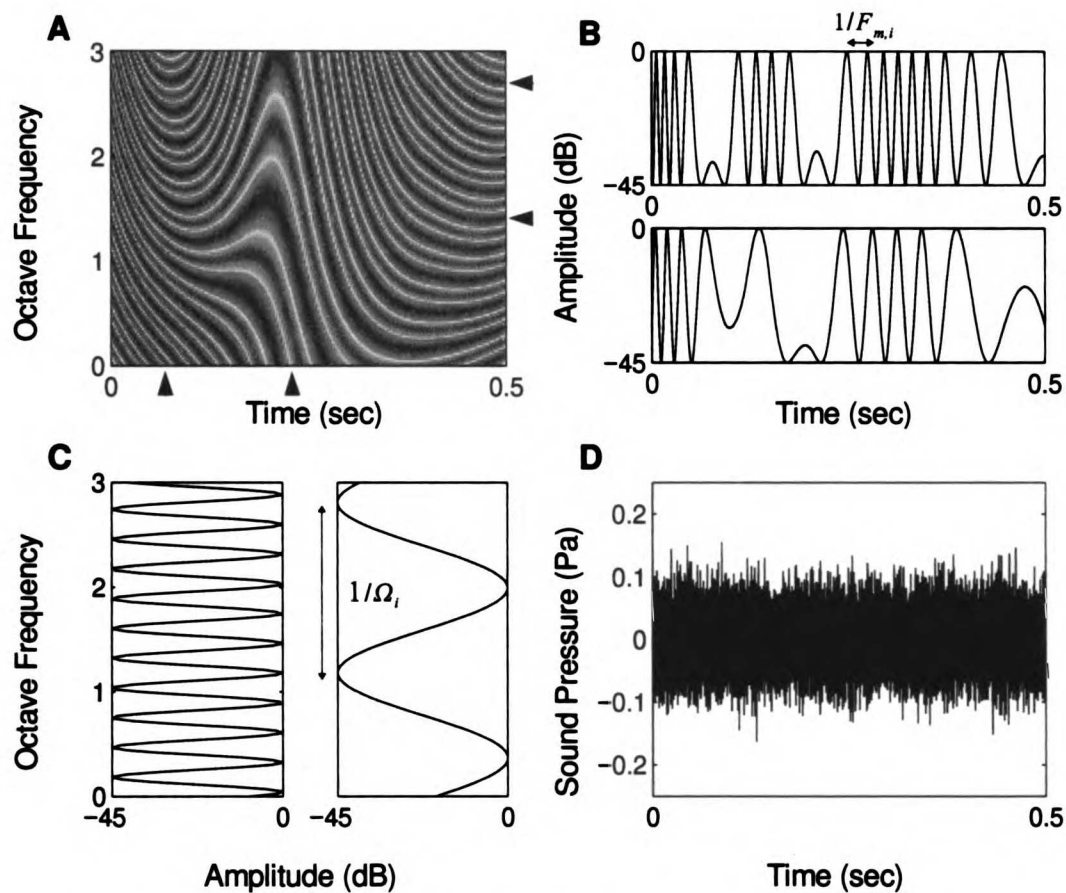 A
Octave Frequency
3
2
1
0
0
0.5
Time (sec)
B
1/F_{m,i}
Amplitude (dB)
0
−45
0
0.5
0
−45
0
0.5
Time (sec)
C
Octave Frequency
3
2
1
0
−45
0
1/Ω_i
−45
0
Amplitude (dB)
D
Sound Pressure (Pa)
0.2
0.1
0
−0.1
−0.2
0
0.5
Time (sec)